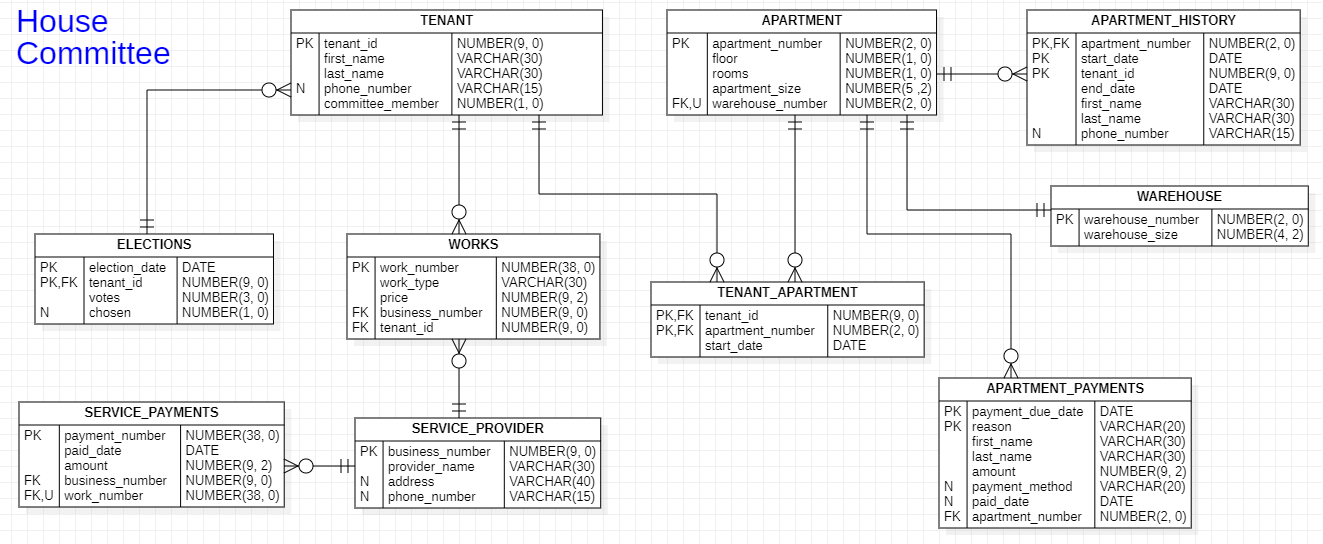 House
Committee
TENANT
PK tenant_id NUMBER(9, 0)
first_name VARCHAR(30)
last_name VARCHAR(30)
N phone_number VARCHAR(15)
committee_member NUMBER(1, 0)
APARTMENT
PK apartment_number NUMBER(2, 0)
floor NUMBER(1, 0)
rooms NUMBER(1, 0)
apartment_size NUMBER(5 ,2)
FK,U warehouse_number NUMBER(2, 0)
APARTMENT_HISTORY
PK,FK apartment_number NUMBER(2, 0)
PK start_date DATE
PK tenant_id NUMBER(9, 0)
end_date DATE
first_name VARCHAR(30)
last_name VARCHAR(30)
N phone_number VARCHAR(15)
WAREHOUSE
PK warehouse_number NUMBER(2, 0)
warehouse_size NUMBER(4, 2)
ELECTIONS
PK election_date DATE
PK,FK tenant_id NUMBER(9, 0)
votes NUMBER(3, 0)
N chosen NUMBER(1, 0)
WORKS
PK work_number NUMBER(38, 0)
work_type VARCHAR(30)
price NUMBER(9, 2)
FK business_number NUMBER(9, 0)
FK tenant_id NUMBER(9, 0)
TENANT_APARTMENT
PK,FK tenant_id NUMBER(9, 0)
PK,FK apartment_number NUMBER(2, 0)
start_date DATE
APARTMENT_PAYMENTS
PK payment_due_date DATE
PK reason VARCHAR(20)
first_name VARCHAR(30)
last_name VARCHAR(30)
amount NUMBER(9, 2)
N payment_method VARCHAR(20)
N paid_date DATE
FK apartment_number NUMBER(2, 0)
SERVICE_PAYMENTS
PK payment_number NUMBER(38, 0)
paid_date DATE
amount NUMBER(9, 2)
FK business_number NUMBER(9, 0)
FK,U work_number NUMBER(38, 0)
SERVICE_PROVIDER
PK business_number NUMBER(9, 0)
provider_name VARCHAR(30)
N address VARCHAR(40)
N phone_number VARCHAR(15)